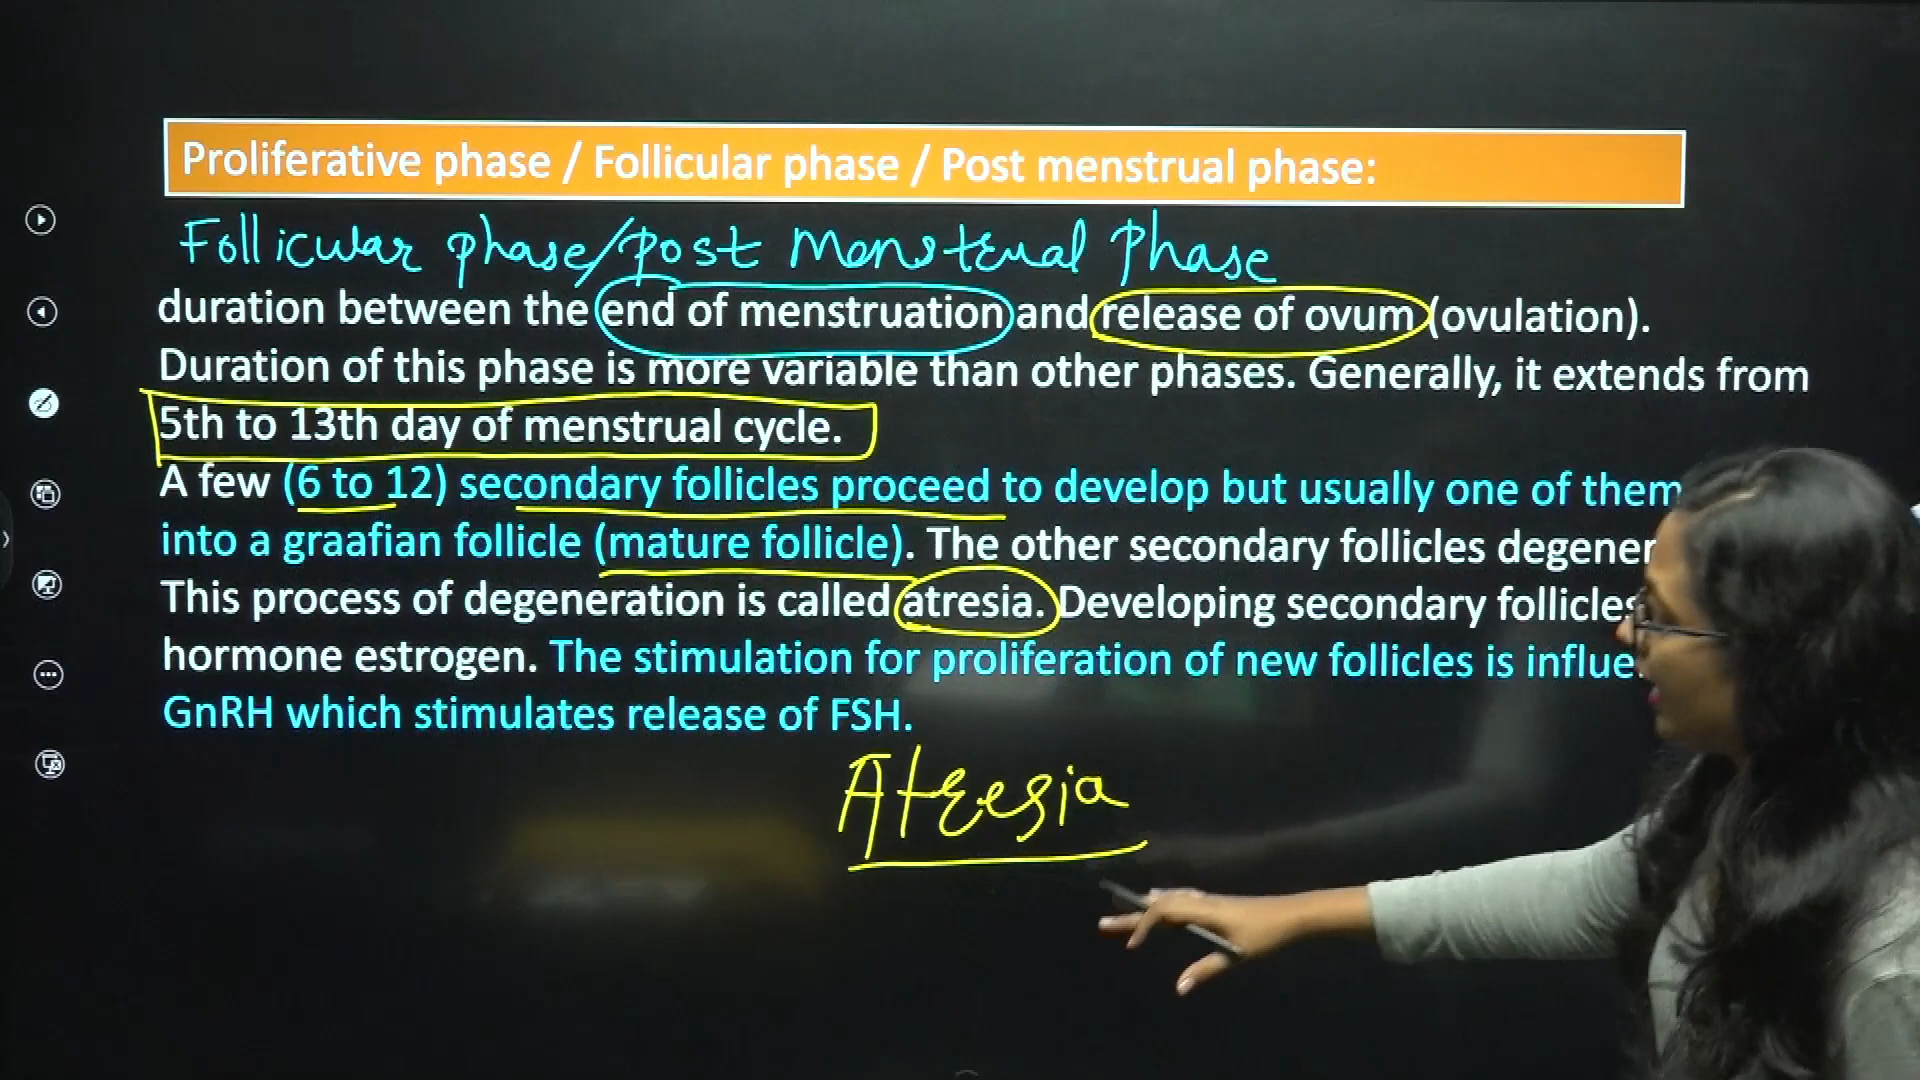 Proliferative phase / Follicular phase / Post menstrual phase:
Follicular phase/post Menstrual Phase
duration between the end of menstruation and release of ovum (ovulation).
Duration of this phase is more variable than other phases. Generally, it extends from
5th to 13th day of menstrual cycle.
A few (6 to 12) secondary follicles proceed to develop but usually one of them
into a graafian follicle (mature follicle). The other secondary follicles
This process of degeneration is called atresia. Developing secondary follicles
hormone estrogen. The stimulation for proliferation of new follicles is
GnRH which stimulates release of FSH.
Atresia